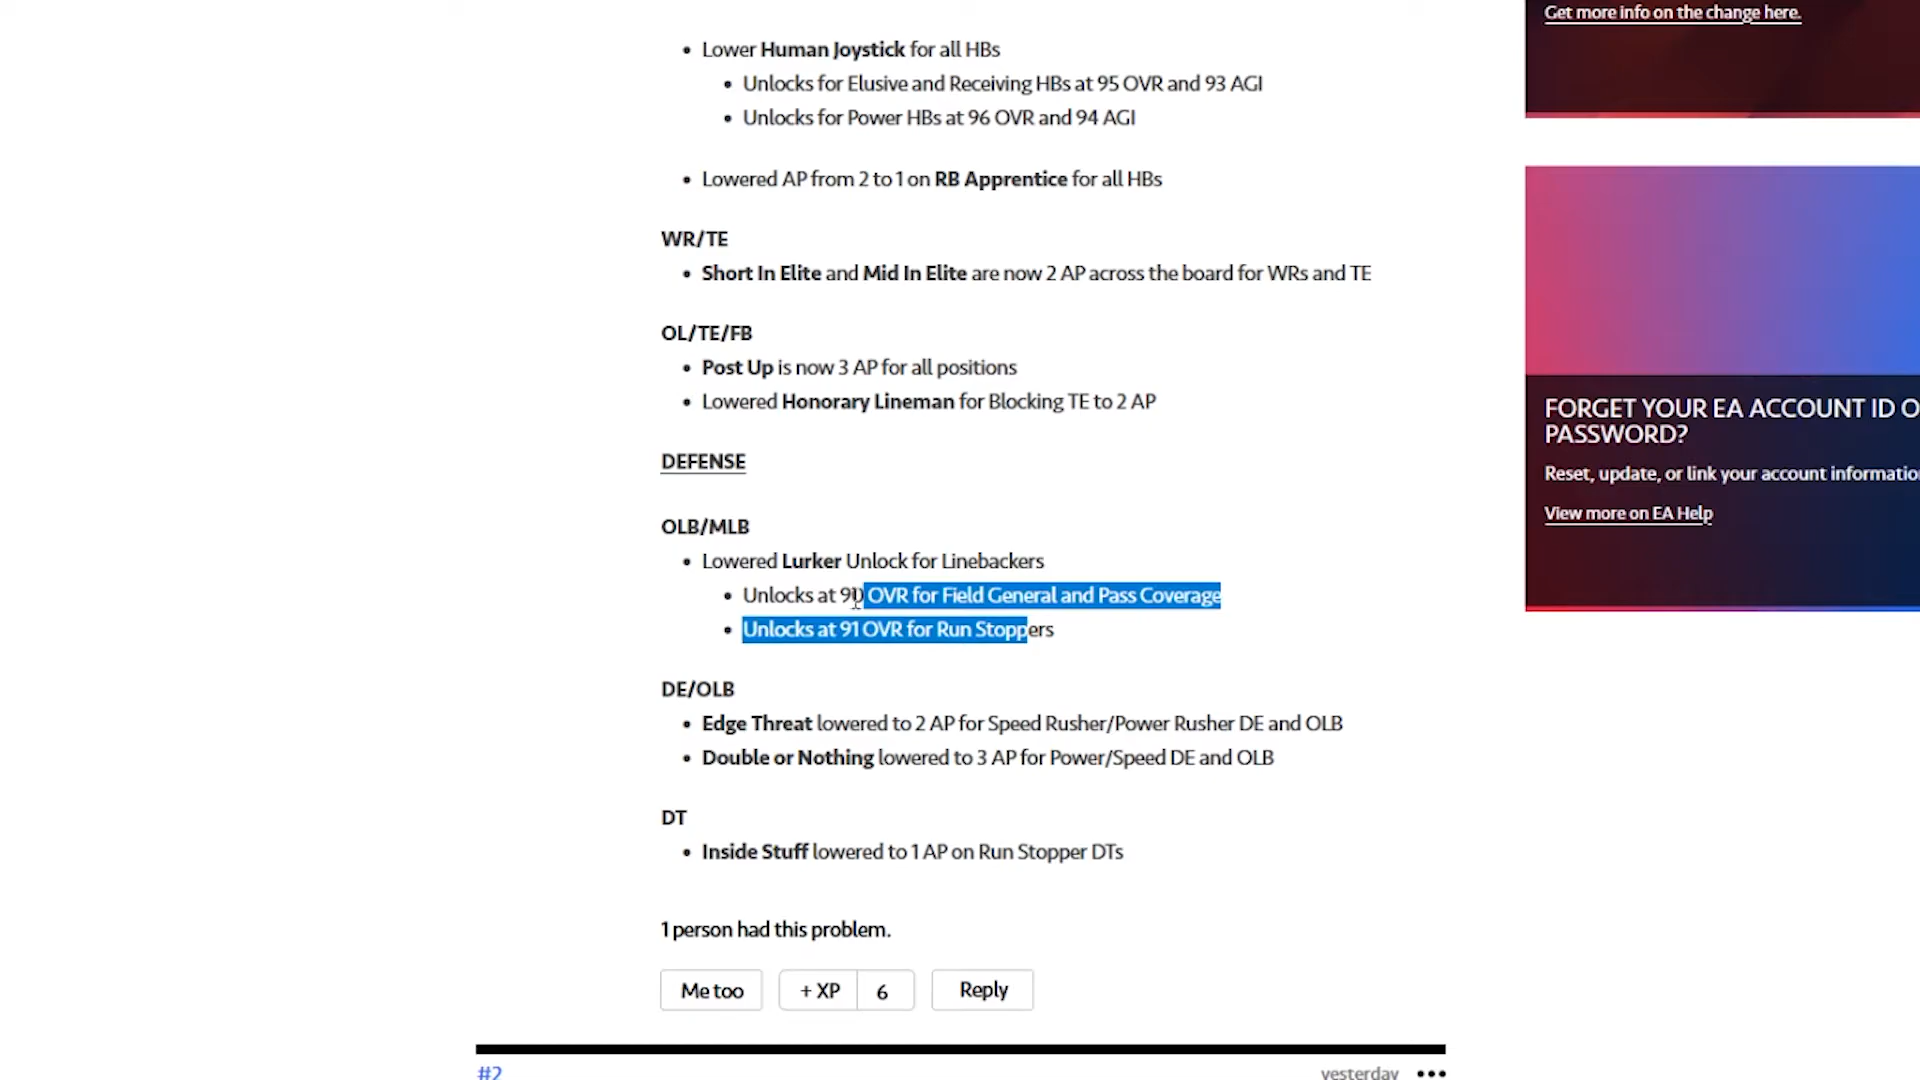 Get more info on the change here.
Lower Human Joystick for all HBs
Unlocks for Elusive and Receiving HBs at 95 OVR and 93 AGI
Unlocks for Power HBs at 96 OVR and 94 AGI
Lowered AP from 2 to 1 on RB Apprentice for all HBs
WR/TE
Short In Elite and Mid In Elite are now 2 AP across the board for WRs and TE
OL/TE/FB
Post Up is now 3 AP for all positions
Lowered Honorary Lineman for Blocking TE to 2 AP
DEFENSE
OLB/MLB
Lowered Lurker Unlock for Linebackers
Unlocks at 90 OVR for Field General and Pass Coverage
Unlocks at 91 OVR for Run Stoppers
DE/OLB
Edge Threat lowered to 2 AP for Speed Rusher/Power Rusher DE and OLB
Double or Nothing lowered to 3 AP for Power/Speed DE and OLB
DT
Inside Stuff lowered to 1 AP on Run Stopper DTs
1 person had this problem.
Me too + XP 6 Reply
#2 yesterday
FORGET YOUR EA ACCOUNT ID O
PASSWORD?
Reset, update, or link your account informatio
View more on EA Help